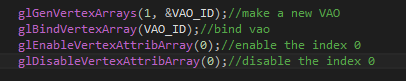 glGenVertexArrays(1, &VAO_ID);//make a new VAO
glBindVertexArray(VAO_ID);//bind vao
glEnableVertexAttribArray(0);//enable the index 0
glDisableVertexAttribArray(0);//disable the index 0